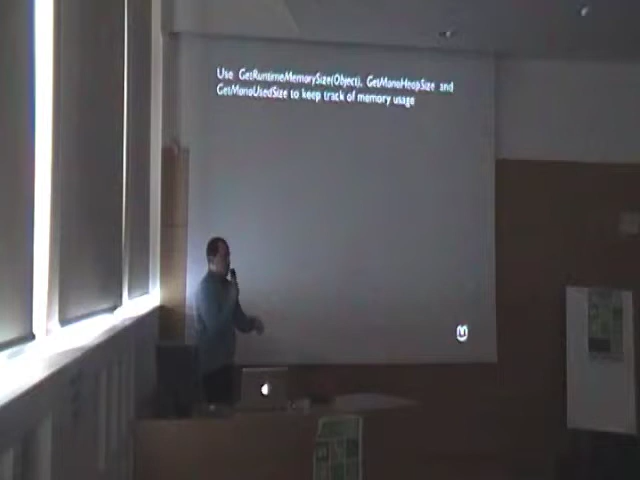 Use GetRuntimeMemorySize(Object), GetMonoHeapSize and
GetMonoUsedSize to keep track of memory usage